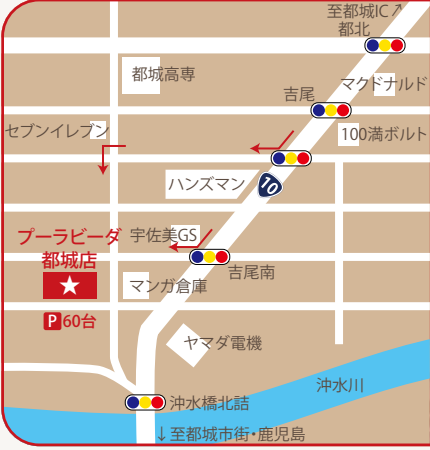 至都城IC↗
都北
都城高専
マクドナルド
吉尾
セブンイレブン
100満ボルト
ハンズマン
10
プーラビーダ
都城店
宇佐美GS
吉尾南
マンガ倉庫
P60台
ヤマダ電機
沖水川
沖水橋北詰
↓至都城市街・鹿児島